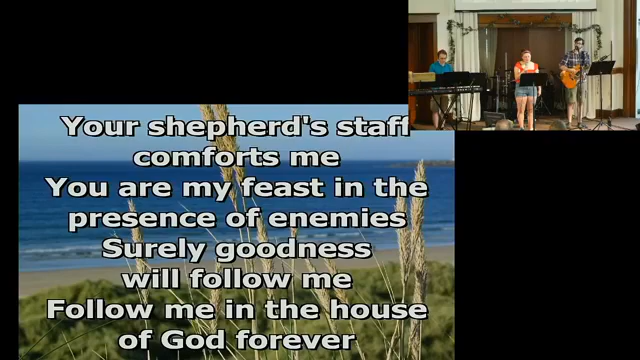 Your shepherd's staff
comforts me
You are my feast in the
presence of enemies
Surely goodness
will follow me
Follow me in the house
of God forever